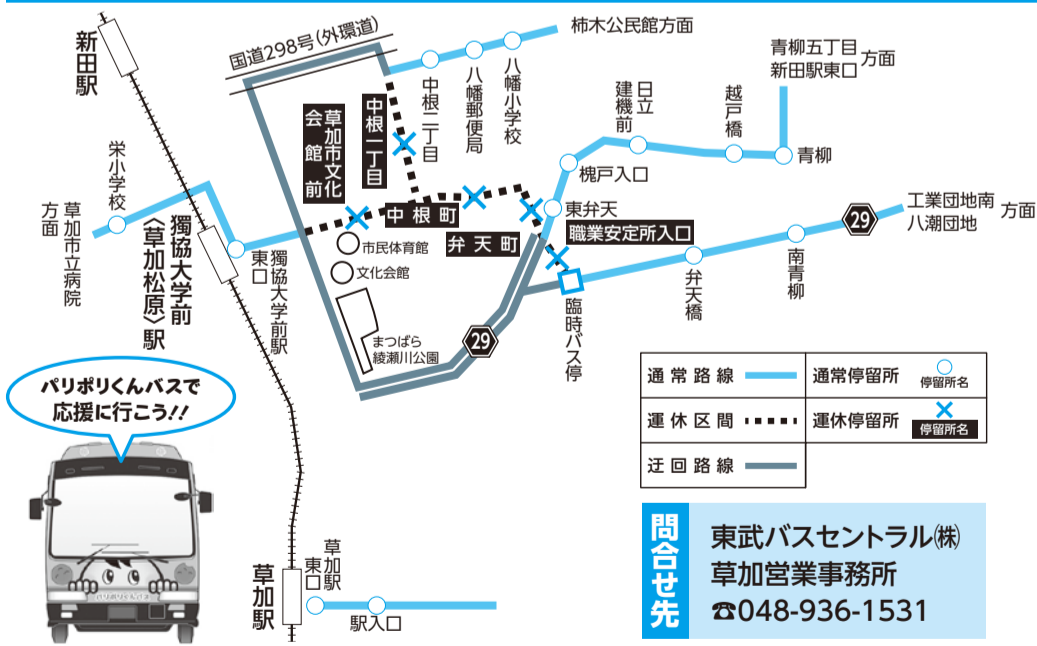 新田駅
国道298号(外環道)
柿木公民館方面
青柳五丁目
新田駅東口
方面
中根二丁目
八幡郵便局
八幡小学校
日立
建機前
越戸橋
青柳
草加市文化
会館前
中根一丁目
槐戸入口
栄小学校
草加市立病院
方面
東弁天
中根町
弁天町
職業安定所入口
工業団地南
八潮団地
方面
29
獨協大学前
〈草加松原〉駅
獨協大学前駅
東口
市民体育館
文化会館
まつばら
綾瀬川公園
29
臨時バス停
弁天橋
南青柳
パリポリくんバスで
応援に行こう!!
パリポリくんバス
通常路線
通常停留所
停留所名
運休区間
運休停留所
停留所名
迂回路線
草加駅
草加駅
東口
駅入口
問合せ先
東武バスセントラル㈱
草加営業事務所
☎048-936-1531